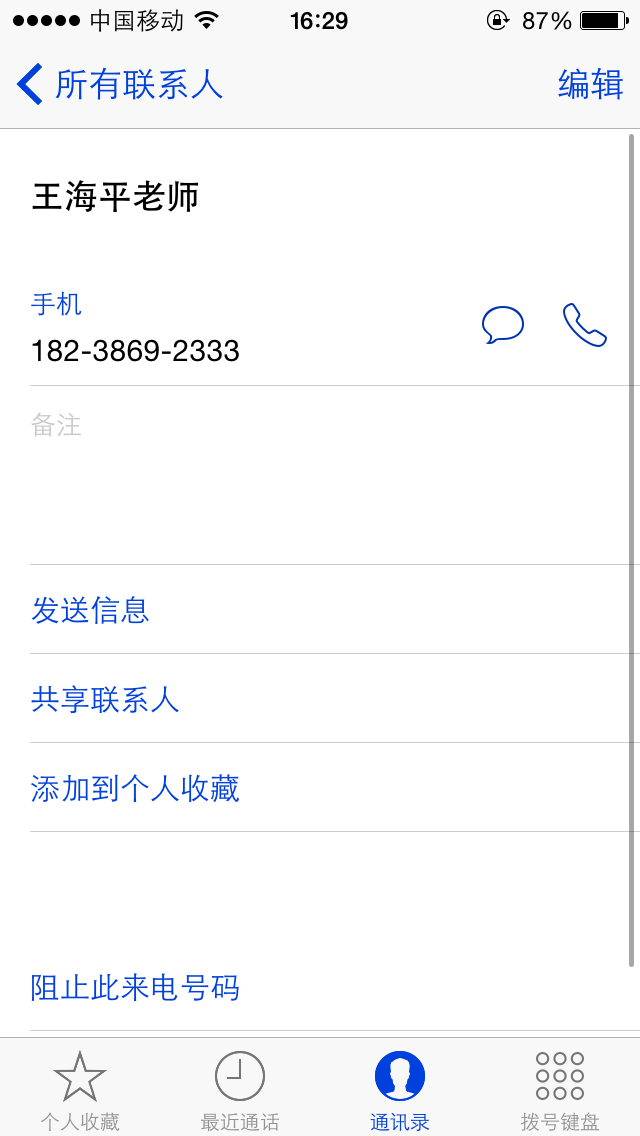 中国移动 16:29 87%
所有联系人 编辑
王海平老师
手机
182-3869-2333
备注
发送信息
共享联系人
添加到个人收藏
阻止此来电号码
个人收藏 最近通话 通讯录 拨号键盘